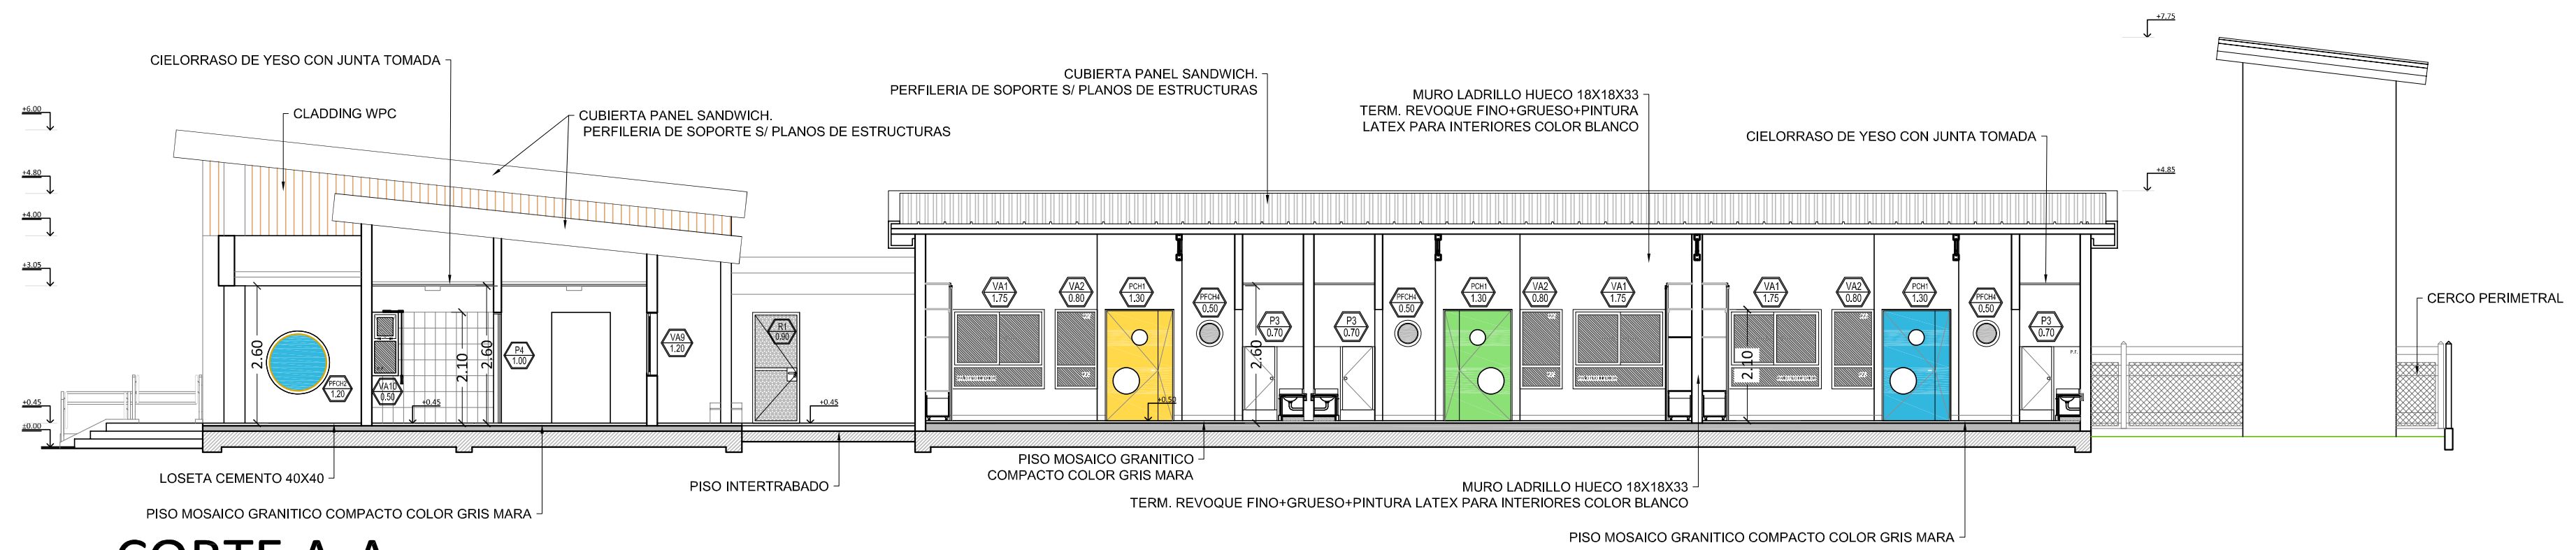 +7.75
CIELORRASO DE YESO CON JUNTA TOMADA
CUBIERTA PANEL SANDWICH.
PERFILERIA DE SOPORTE S/ PLANOS DE ESTRUCTURAS
MURO LADRILLO HUECO 18X18X33
TERM. REVOQUE FINO+GRUESO+PINTURA
LATEX PARA INTERIORES COLOR BLANCO
+6.00
CLADDING WPC
CUBIERTA PANEL SANDWICH.
PERFILERIA DE SOPORTE S/ PLANOS DE ESTRUCTURAS
CIELORRASO DE YESO CON JUNTA TOMADA
+4.80
+4.85
+4.00
+3.05
VA1
1.75
VA2
0.80
PCH1
1.30
PFCH4
0.50
PFCH4
0.50
PCH1
1.30
VA2
0.80
VA1
1.75
VA1
1.75
VA2
0.80
PCH1
1.30
PFCH4
0.50
CERCO PERIMETRAL
2.60
2.10
2.60
P4
1.00
VA9
1.20
R1
0.90
2.60
P3
0.70
P3
0.70
2.10
P3
0.70
P.F.
PFCH2
1.20
VA10
0.50
+0.45
+0.45
+0.45
+0.50
+0.00
LOSETA CEMENTO 40X40
PISO INTERTRABADO
PISO MOSAICO GRANITICO
COMPACTO COLOR GRIS MARA
MURO LADRILLO HUECO 18X18X33
TERM. REVOQUE FINO+GRUESO+PINTURA LATEX PARA INTERIORES COLOR BLANCO
PISO MOSAICO GRANITICO COMPACTO COLOR GRIS MARA
PISO MOSAICO GRANITICO COMPACTO COLOR GRIS MARA
CORTE A-A